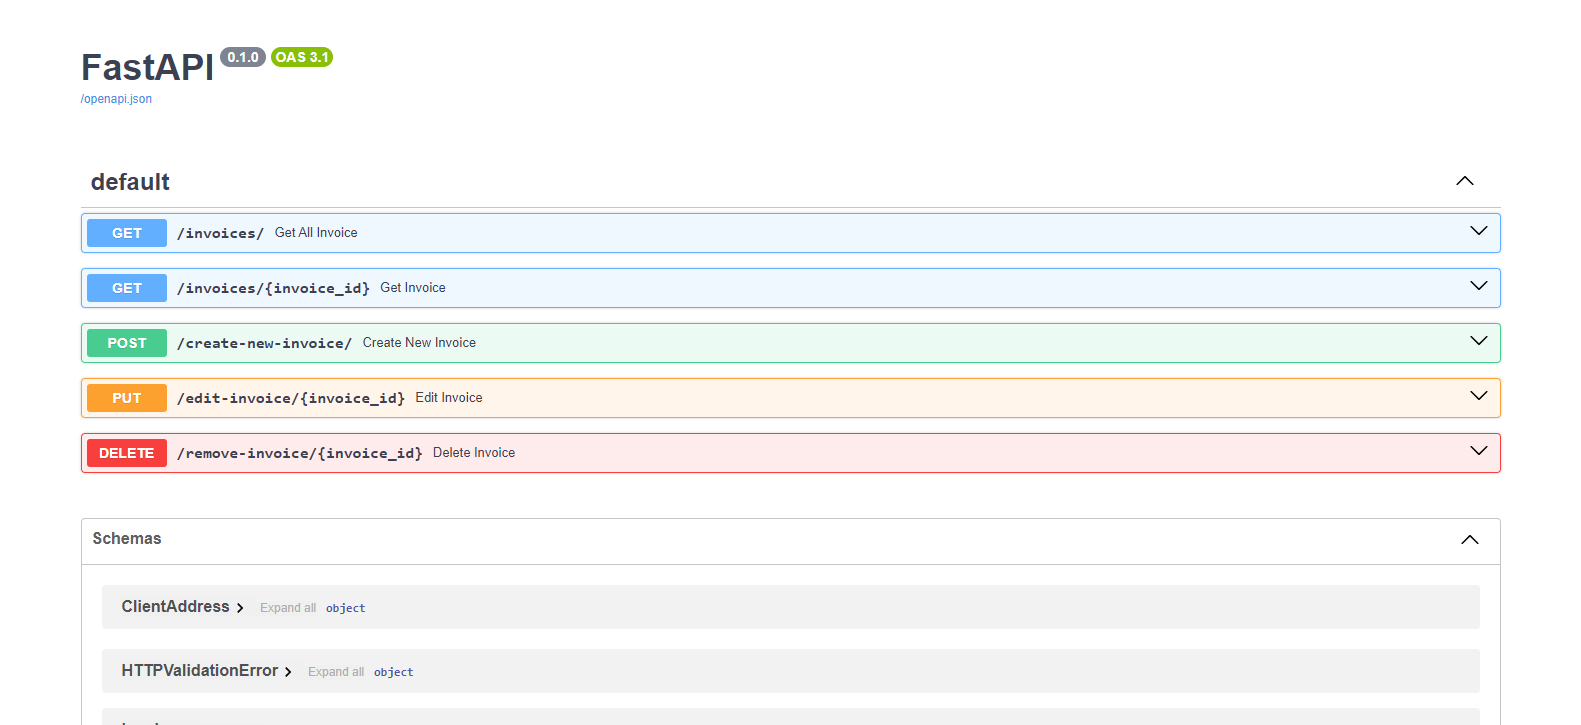 FastAPI 0.1.0 OAS 3.1
/openapi.json
default
GET /invoices/ Get All Invoice
GET /invoices/{invoice_id} Get Invoice
POST /create-new-invoice/ Create New Invoice
PUT /edit-invoice/{invoice_id} Edit Invoice
DELETE /remove-invoice/{invoice_id} Delete Invoice
Schemas
ClientAddress Expand all object
HTTPValidationError Expand all object